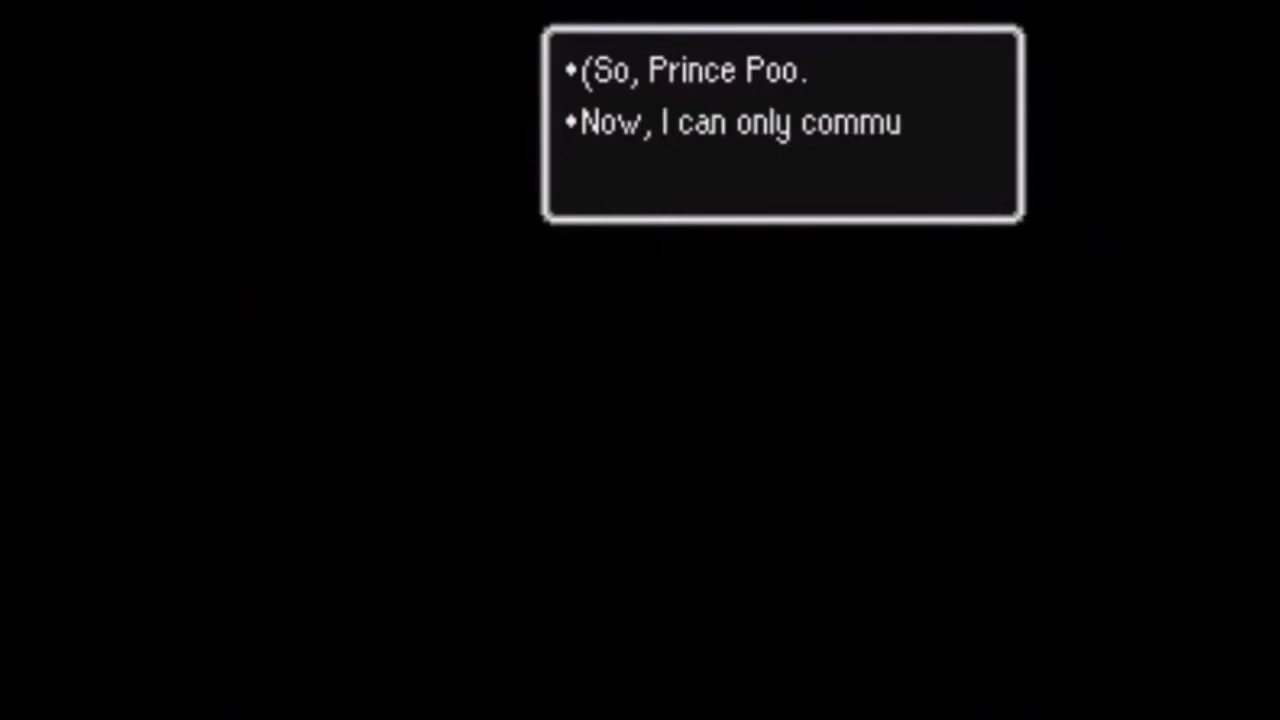 •(So, Prince Poo.
•Now, I can only commu